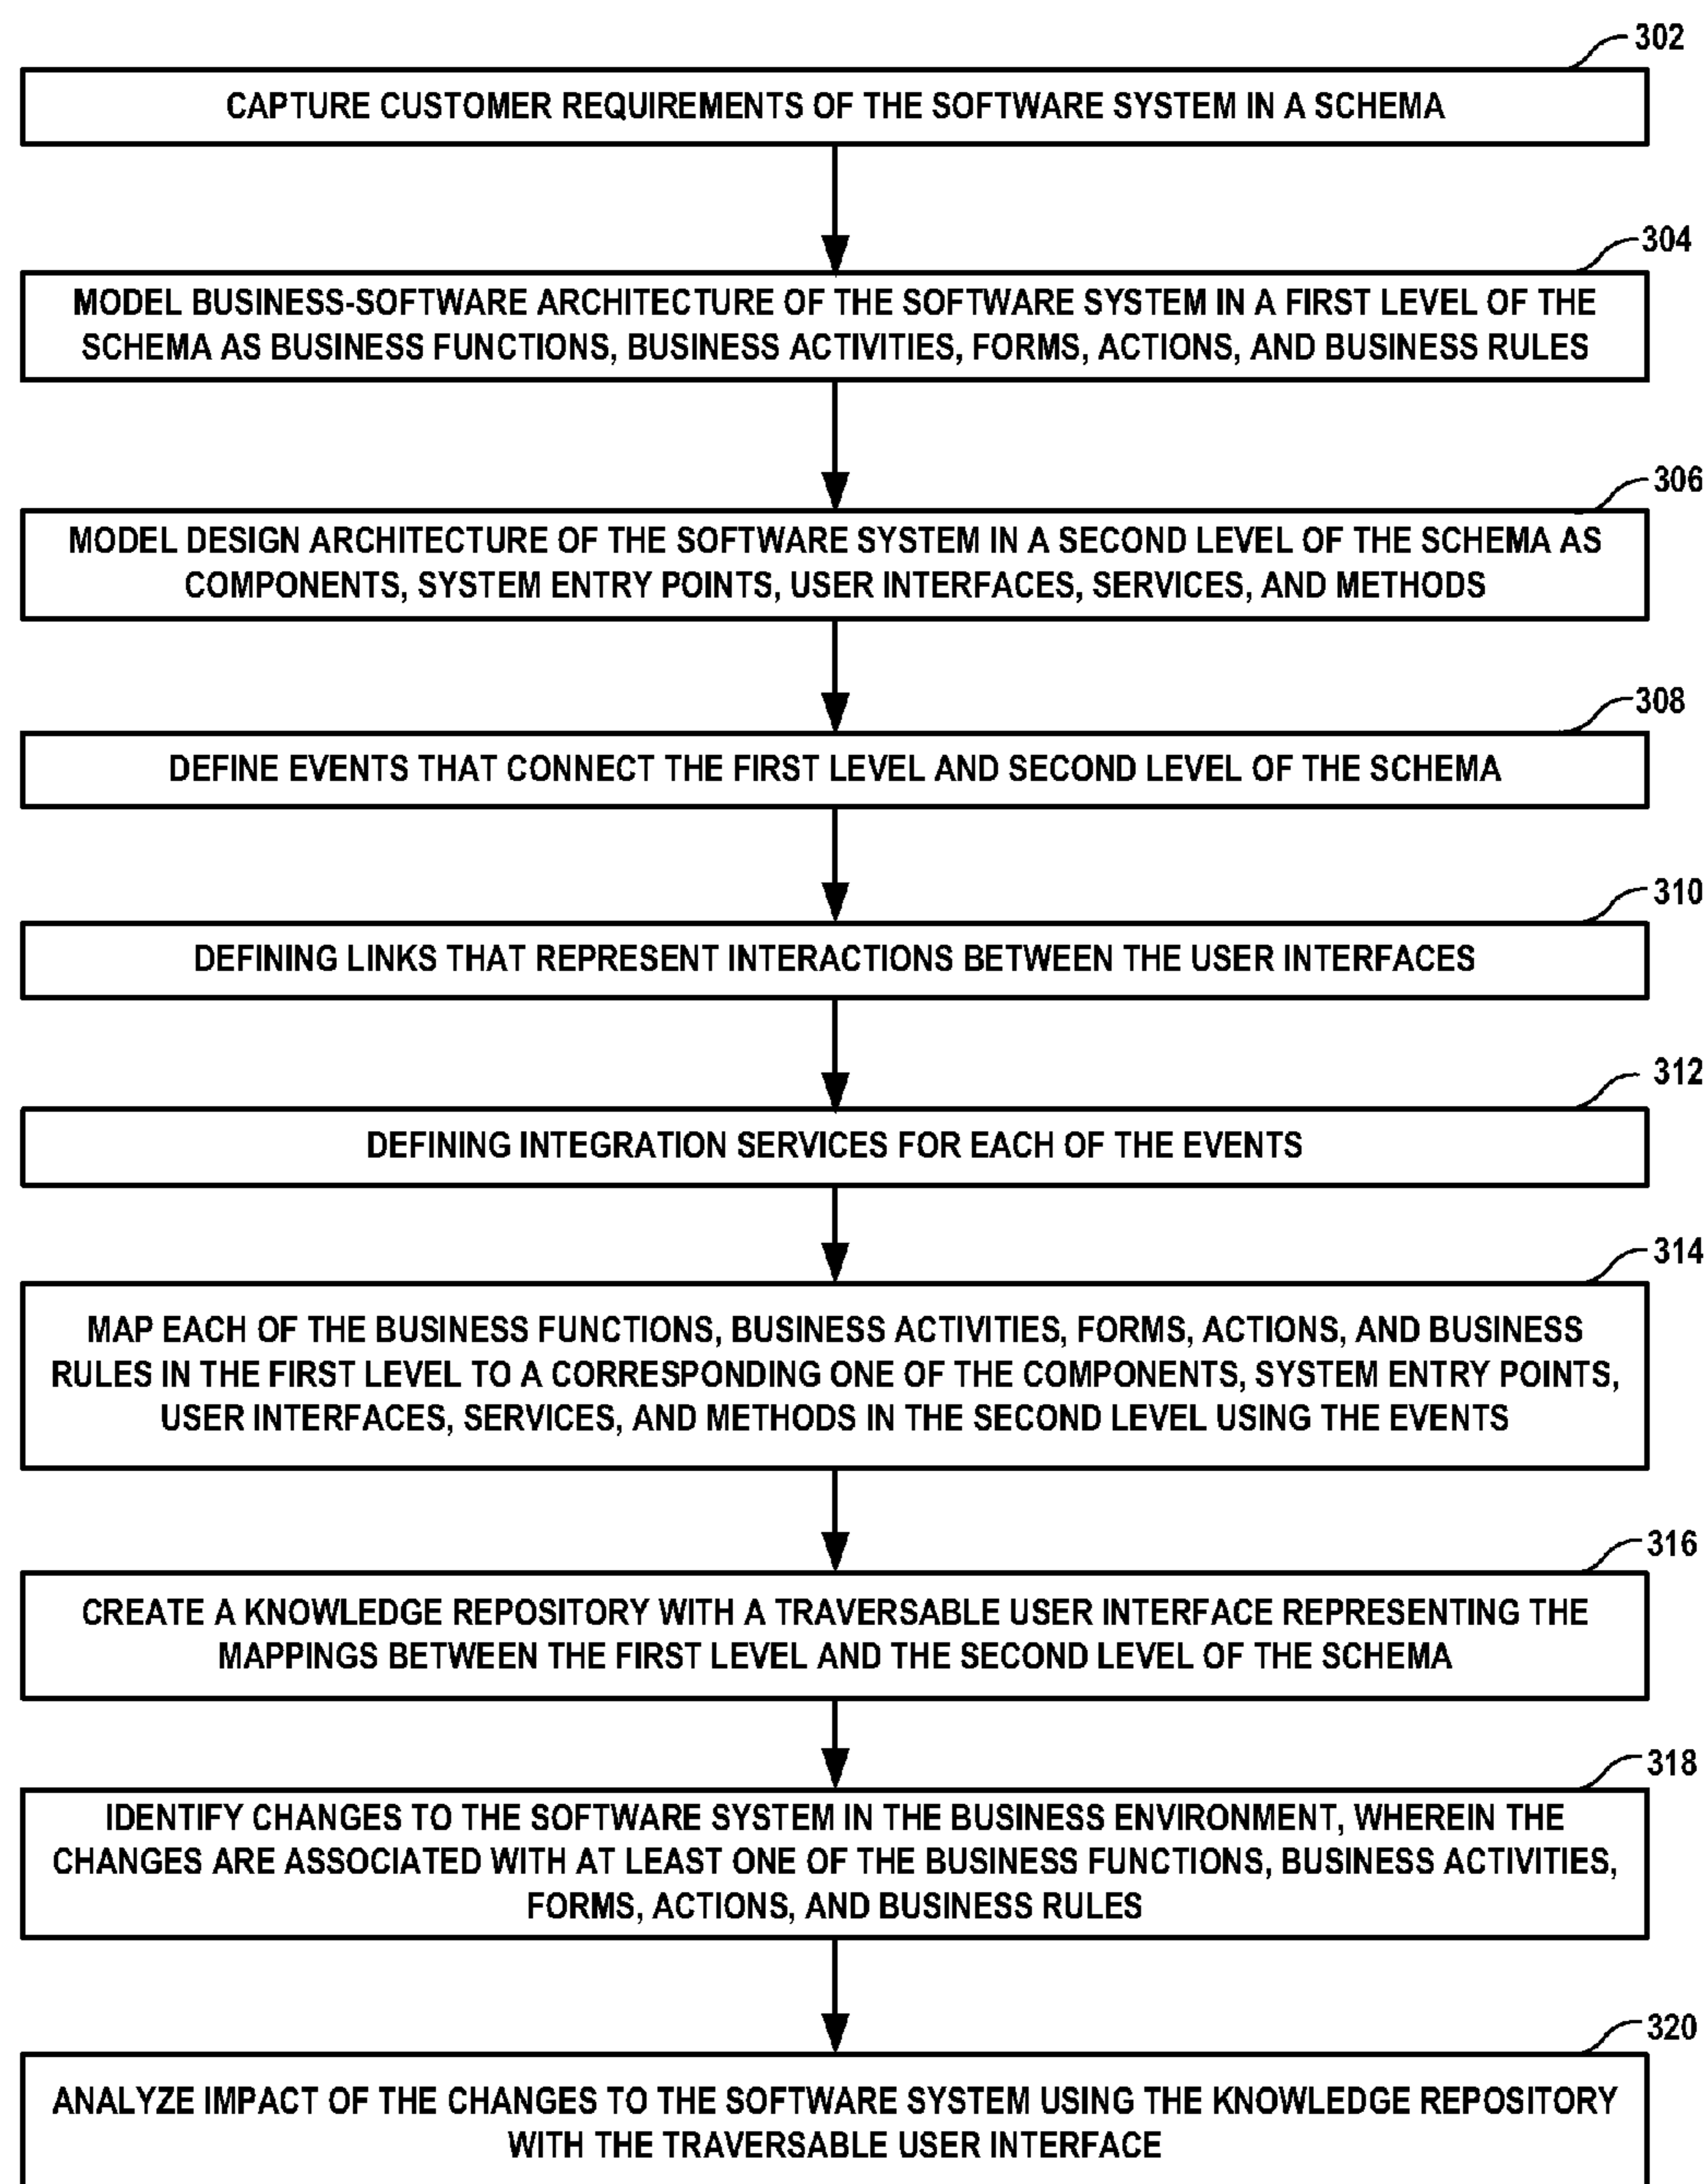 302
CAPTURE CUSTOMER REQUIREMENTS OF THE SOFTWARE SYSTEM IN A SCHEMA
304
MODEL BUSINESS-SOFTWARE ARCHITECTURE OF THE SOFTWARE SYSTEM IN A FIRST LEVEL OF THE
SCHEMA AS BUSINESS FUNCTIONS, BUSINESS ACTIVITIES, FORMS, ACTIONS, AND BUSINESS RULES
306
MODEL DESIGN ARCHITECTURE OF THE SOFTWARE SYSTEM IN A SECOND LEVEL OF THE SCHEMA AS
COMPONENTS, SYSTEM ENTRY POINTS, USER INTERFACES, SERVICES, AND METHODS
308
DEFINE EVENTS THAT CONNECT THE FIRST LEVEL AND SECOND LEVEL OF THE SCHEMA
310
DEFINING LINKS THAT REPRESENT INTERACTIONS BETWEEN THE USER INTERFACES
312
DEFINING INTEGRATION SERVICES FOR EACH OF THE EVENTS
314
MAP EACH OF THE BUSINESS FUNCTIONS, BUSINESS ACTIVITIES, FORMS, ACTIONS, AND BUSINESS
RULES IN THE FIRST LEVEL TO A CORRESPONDING ONE OF THE COMPONENTS, SYSTEM ENTRY POINTS,
USER INTERFACES, SERVICES, AND METHODS IN THE SECOND LEVEL USING THE EVENTS
316
CREATE A KNOWLEDGE REPOSITORY WITH A TRAVERSABLE USER INTERFACE REPRESENTING THE
MAPPINGS BETWEEN THE FIRST LEVEL AND THE SECOND LEVEL OF THE SCHEMA
318
IDENTIFY CHANGES TO THE SOFTWARE SYSTEM IN THE BUSINESS ENVIRONMENT, WHEREIN THE
CHANGES ARE ASSOCIATED WITH AT LEAST ONE OF THE BUSINESS FUNCTIONS, BUSINESS ACTIVITIES,
FORMS, ACTIONS, AND BUSINESS RULES
320
ANALYZE IMPACT OF THE CHANGES TO THE SOFTWARE SYSTEM USING THE KNOWLEDGE REPOSITORY
WITH THE TRAVERSABLE USER INTERFACE